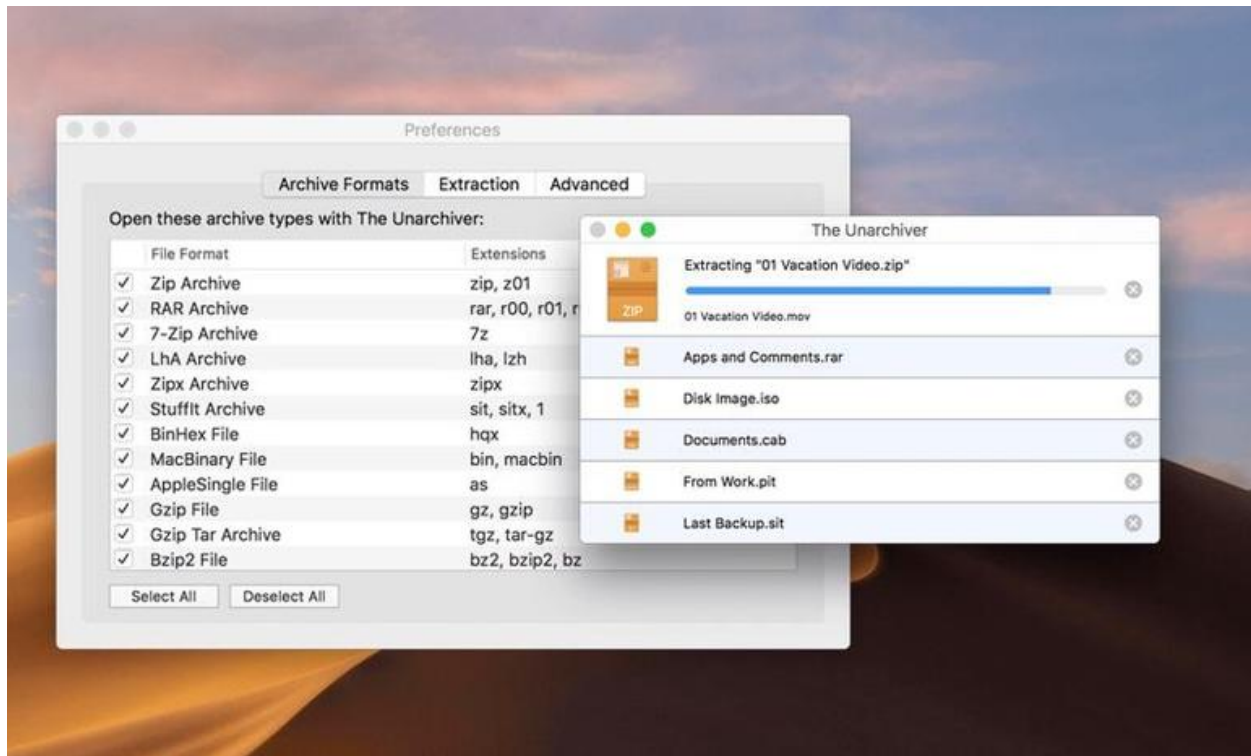 Preferences
Archive Formats Extraction Advanced
Open these archive types with The Unarchiver:
File Format Extensions
Zip Archive zip, z01
RAR Archive rar, r00, r01, r
7-Zip Archive 7z
LhA Archive lha, lzh
Zipx Archive zipx
StuffIt Archive sit, sitx, 1
BinHex File hqx
MacBinary File bin, macbin
AppleSingle File as
Gzip File gz, gzip
Gzip Tar Archive tgz, tar-gz
Bzip2 File bz2, bzip2, bz
Select All Deselect All
The Unarchiver
Extracting "01 Vacation Video.zip"
ZIP
01 Vacation Video.mov
Apps and Comments.rar
Disk Image.iso
Documents.cab
From Work.pit
Last Backup.sit